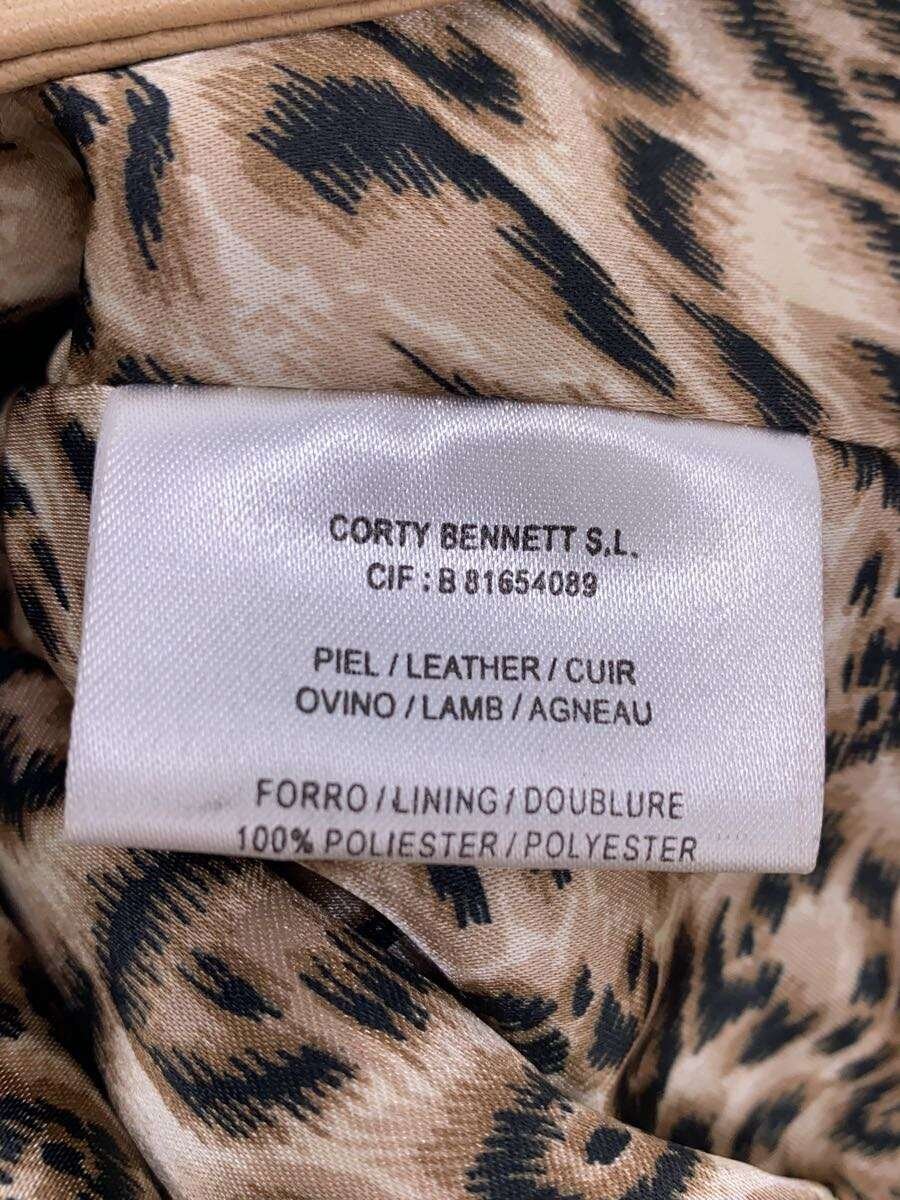 CORTY BENNETT S.L.
CIF : B 81654089
PIEL / LEATHER / CUIR
OVINO / LAMB / AGNEAU
FORRO / LINING / DOUBLURE
100% POLIESTER / POLYESTER